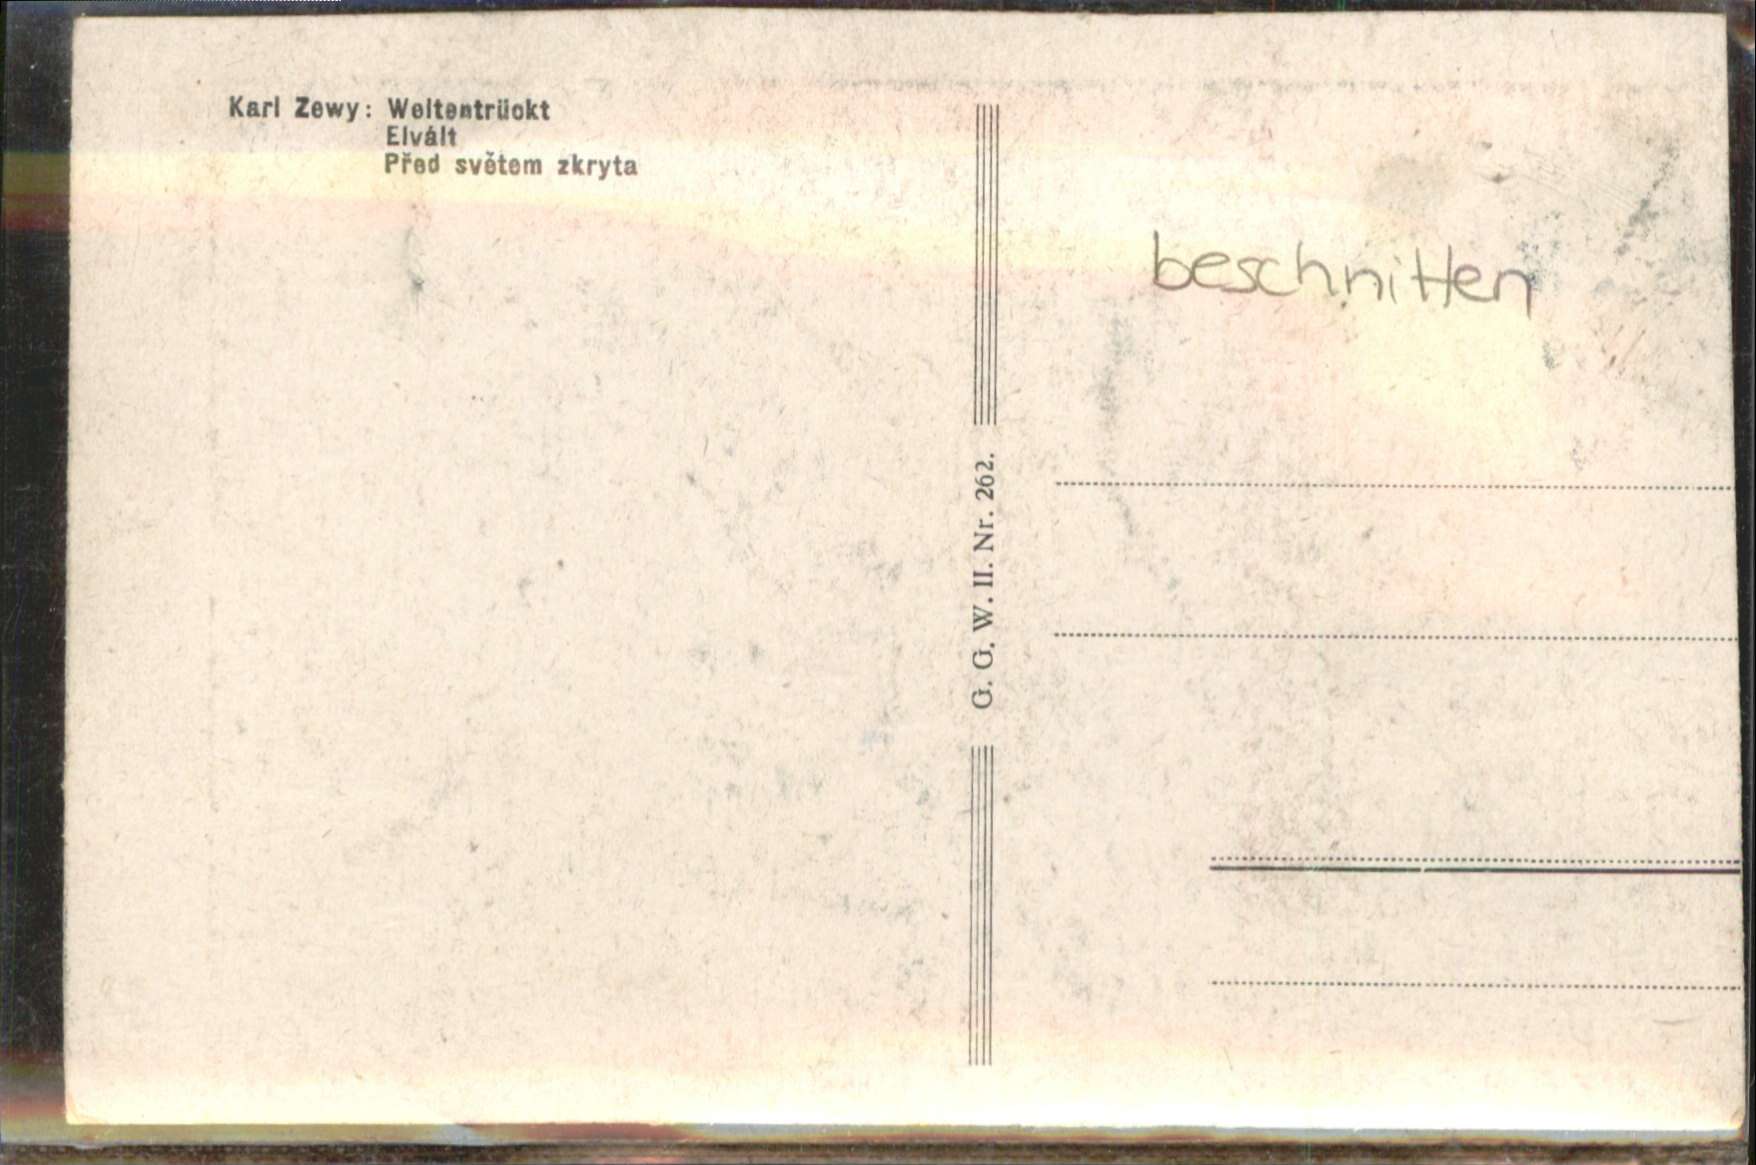 Karl Zewy: Weltentrückt
Elvált
Před světem zkryta
beschnitten
G. G. W. II. Nr. 262.